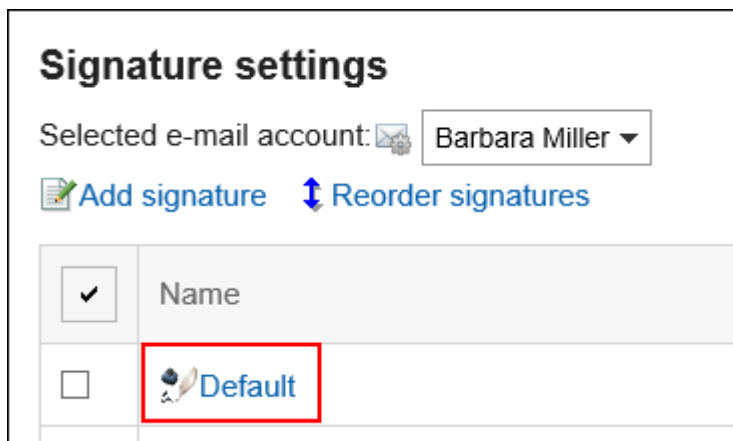 Signature settings
Selected e-mail account: Barbara Miller
Add signature Reorder signatures
Name
Default